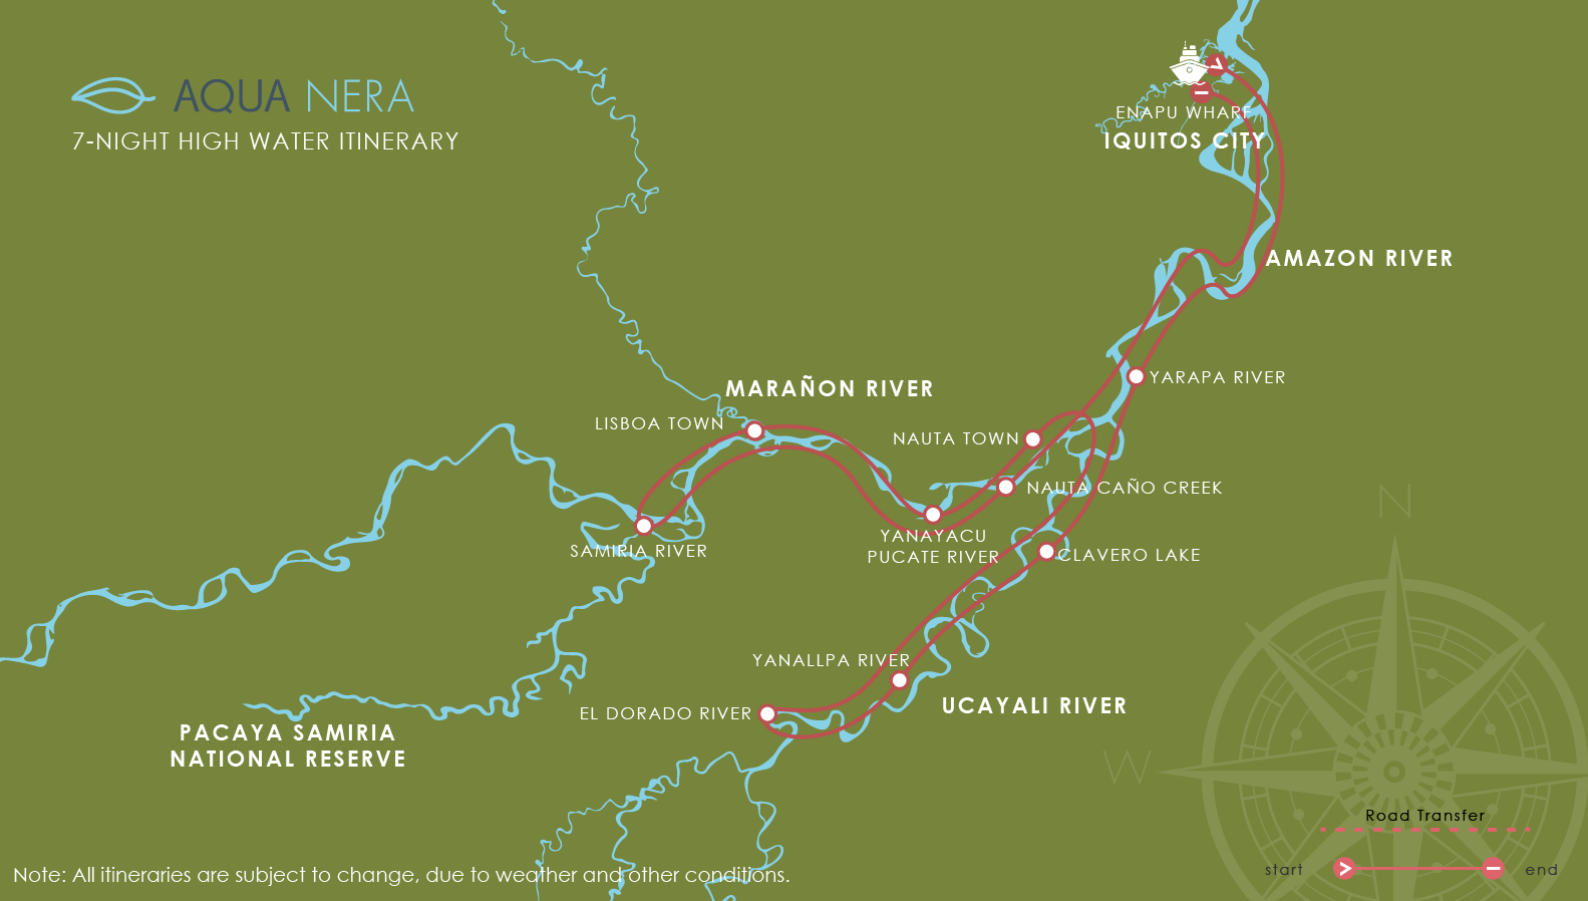 AQUA NERA
7-NIGHT HIGH WATER ITINERARY
ENAPU WHARF
IQUITOS CITY
AMAZON RIVER
YARAPA RIVER
MARAÑON RIVER
LISBOA TOWN
NAUTA TOWN
NAUTA CAÑO CREEK
YANAYACU
PUCATE RIVER
SAMIRIA RIVER
CLAVERO LAKE
YANALLPA RIVER
EL DORADO RIVER
UCAYALI RIVER
PACAYA SAMIRIA
NATIONAL RESERVE
N
W
Road Transfer
start
end
Note: All itineraries are subject to change, due to weather and other conditions.